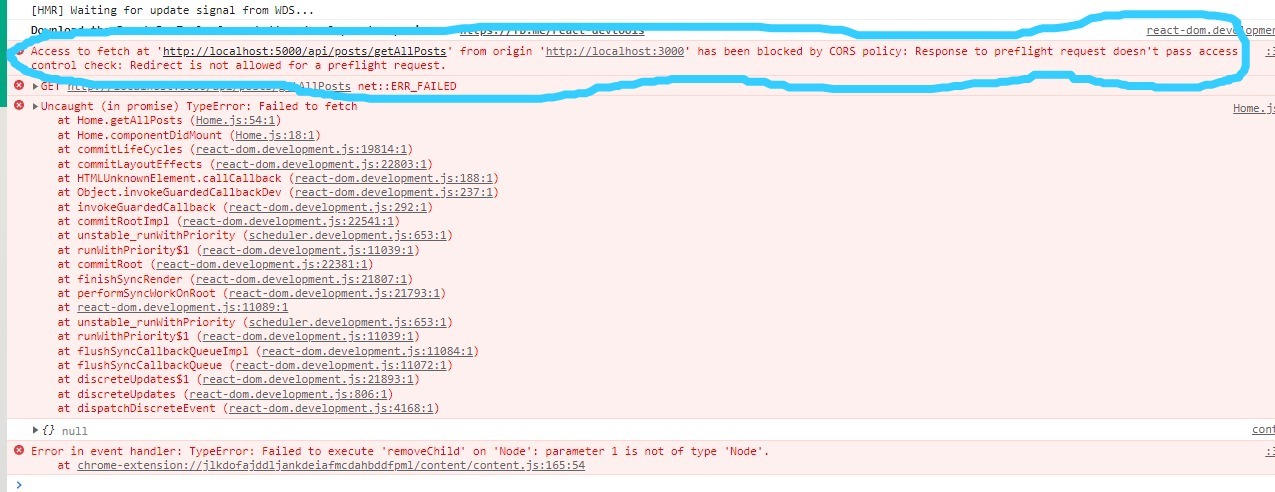 [HMR] Waiting for update signal from WDS...
https://fb.me/react-devtools
Access to fetch at 'http://localhost:5000/api/posts/getAllPosts' from origin 'http://localhost:3000' has been blocked by CORS policy: Response to preflight request doesn't pass access react-dom.developmen :3
control check: Redirect is not allowed for a preflight request.
GET net::ERR_FAILED
Uncaught (in promise) TypeError: Failed to fetch Home.js
at Home.getAllPosts (Home.js:54:1)
at Home.componentDidMount (Home.js:18:1)
at commitLifeCycles (react-dom.development.js:19814:1)
at commitLayoutEffects (react-dom.development.js:22803:1)
at HTMLUnknownElement.callCallback (react-dom.development.js:188:1)
at Object.invokeGuardedCallbackDev (react-dom.development.js:237:1)
at invokeGuardedCallback (react-dom.development.js:292:1)
at commitRootImpl (react-dom.development.js:22541:1)
at unstable_runWithPriority (scheduler.development.js:653:1)
at runWithPriority$1 (react-dom.development.js:11039:1)
at commitRoot (react-dom.development.js:22381:1)
at finishSyncRender (react-dom.development.js:21807:1)
at performSyncWorkOnRoot (react-dom.development.js:21793:1)
at react-dom.development.js:11089:1
at unstable_runWithPriority (scheduler.development.js:653:1)
at runWithPriority$1 (react-dom.development.js:11039:1)
at flushSyncCallbackQueueImpl (react-dom.development.js:11084:1)
at flushSyncCallbackQueue (react-dom.development.js:11072:1)
at discreteUpdates$1 (react-dom.development.js:21893:1)
at discreteUpdates (react-dom.development.js:806:1)
at dispatchDiscreteEvent (react-dom.development.js:4168:1)
{} null cont
Error in event handler: TypeError: Failed to execute 'removeChild' on 'Node': parameter 1 is not of type 'Node'. :3
at chrome-extension://jlkdofajddljankdeiafmcdahbddfpml/content/content.js:165:54